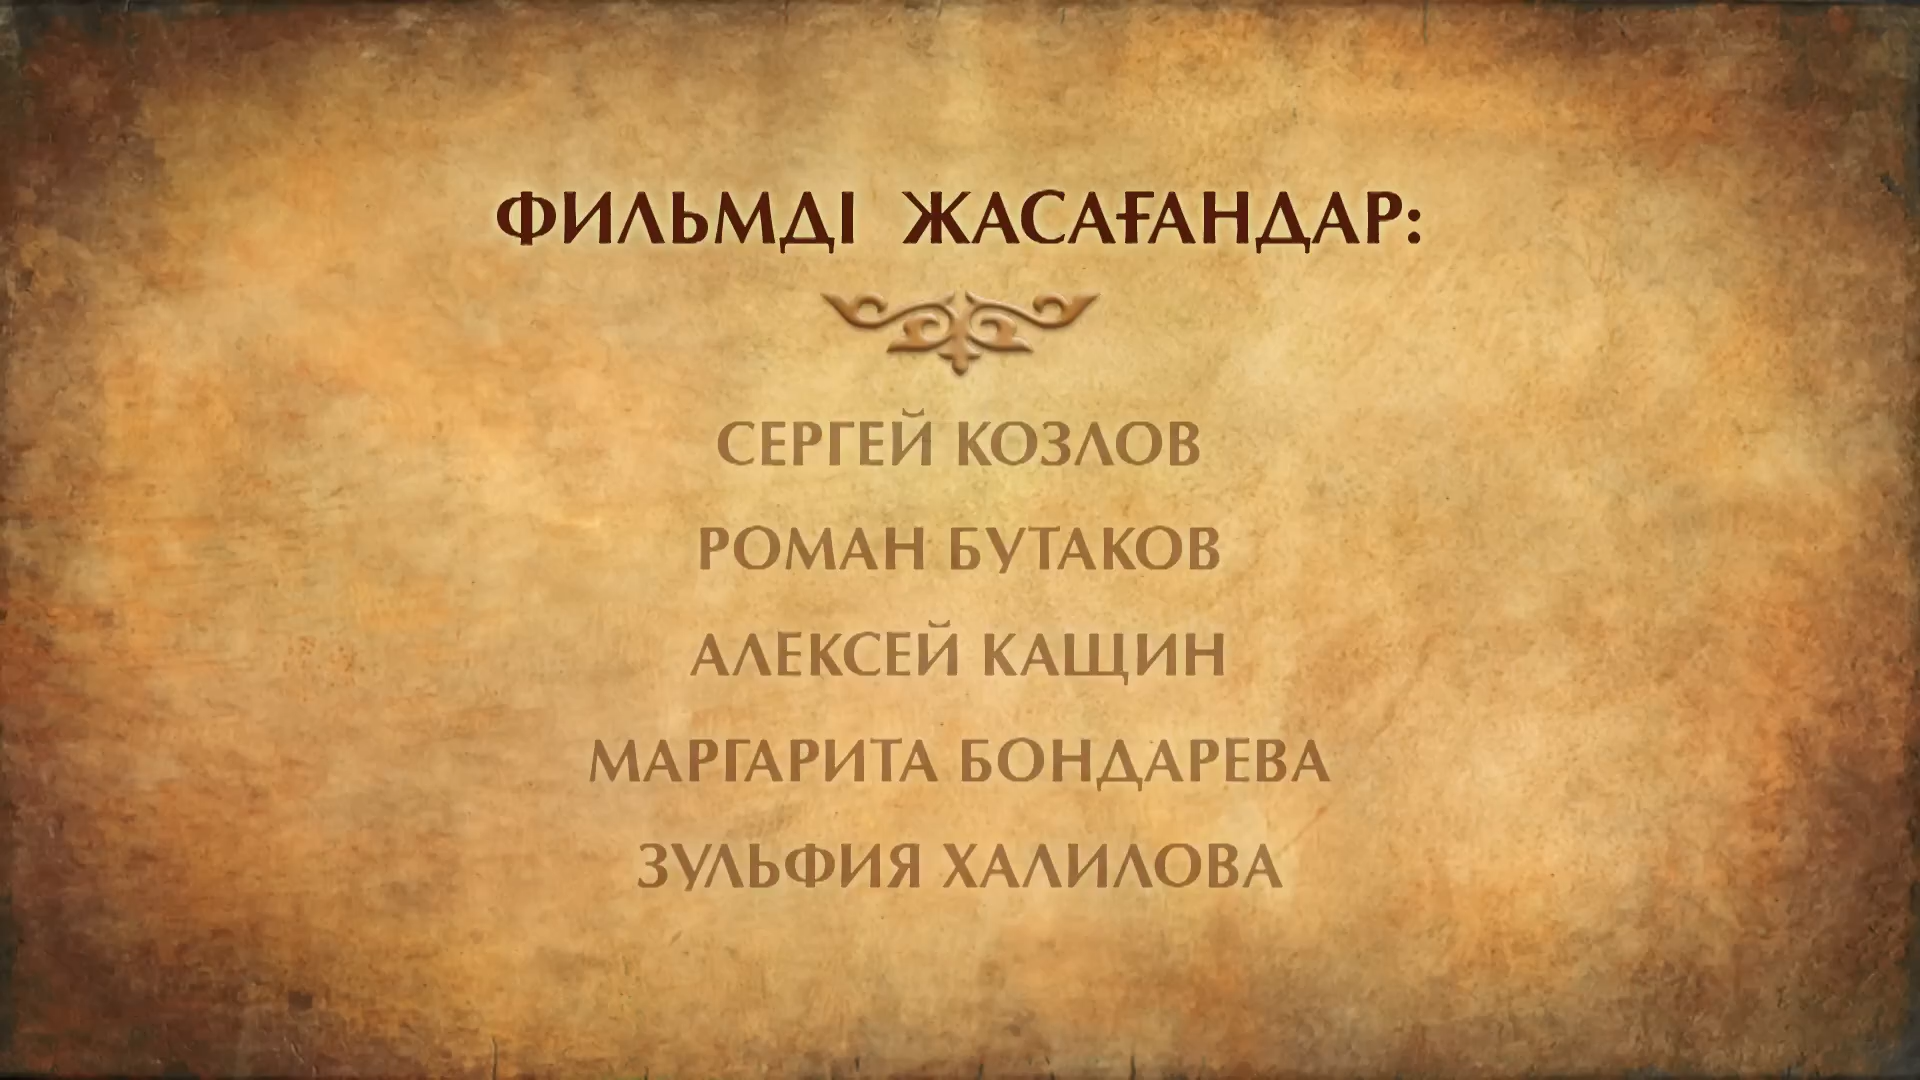 ФИЛЬМДІ ЖАСАҒАНДАР:
СЕРГЕЙ КОЗЛОВ
РОМАН БУТАКОВ
АЛЕКСЕЙ КАЩИН
МАРГАРИТА БОНДАРЕВА
ЗУЛЬФИЯ ХАЛИЛОВА